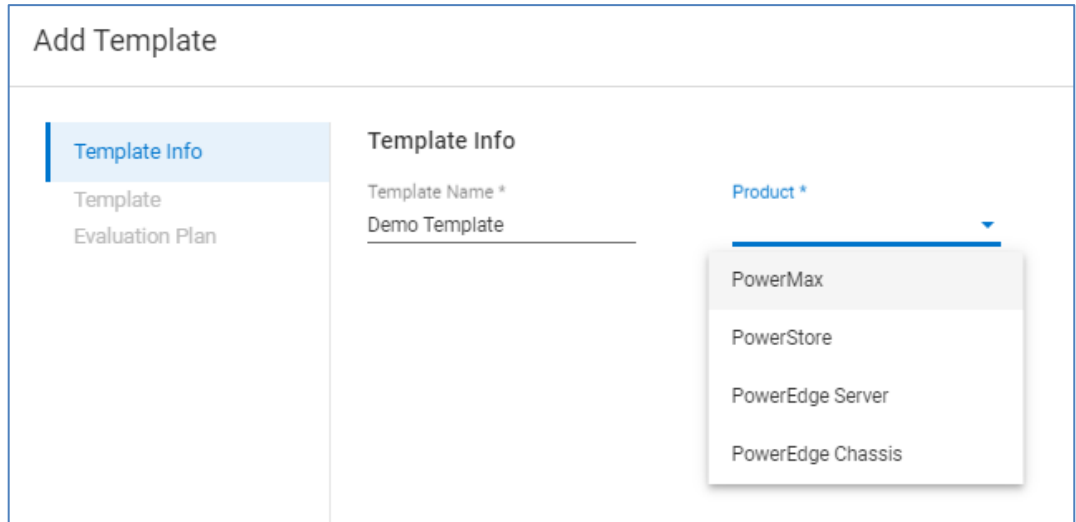 Add Template
Template Info
Template
Evaluation Plan
Template Info
Template Name *
Demo Template
Product *
PowerMax
PowerStore
PowerEdge Server
PowerEdge Chassis